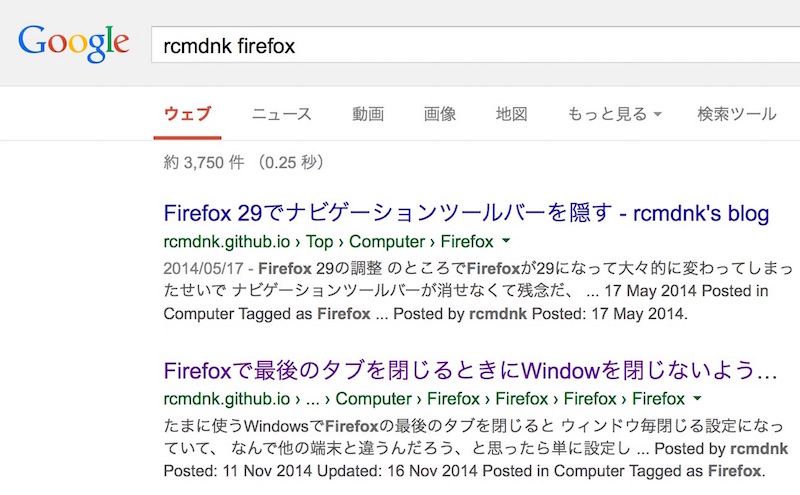 Google rcmdnk firefox
ウェブ ニュース 動画 画像 地図 もっと見る 検索ツール
約 3,750 件 （0.25 秒）
Firefox 29でナビゲーションツールバーを隠す - rcmdnk's blog
rcmdnk.github.io › Top › Computer › Firefox
2014/05/17 - Firefox 29の調整 のところでFirefoxが29になって大々的に変わってしまっ
たせいで ナビゲーションツールバーが消せなくて残念だ、 ... 17 May 2014 Posted in
Computer Tagged as Firefox ... Posted by rcmdnk Posted: 17 May 2014.
Firefoxで最後のタブを閉じるときにWindowを閉じないよう...
rcmdnk.github.io › ... › Computer › Firefox › Firefox › Firefox › Firefox
たまに使うWindowsでFirefoxの最後のタブを閉じると ウィンドウ毎閉じる設定になっ
ていて、 なんで他の端末と違うんだろう、と思ったら単に設定し ... Posted by rcmdnk
Posted: 11 Nov 2014 Updated: 16 Nov 2014 Posted in Computer Tagged as Firefox.